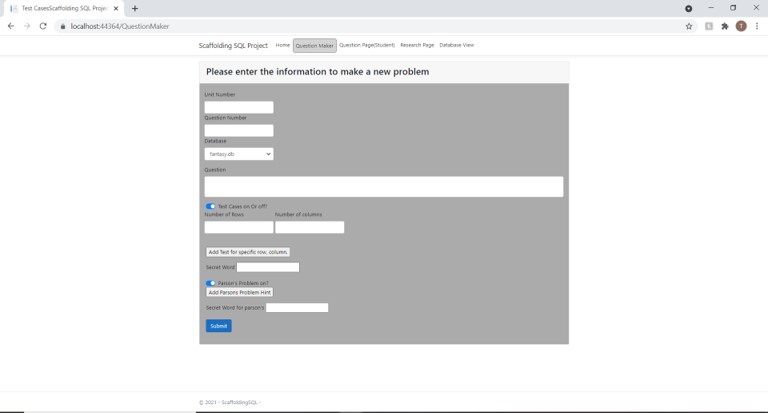 Test CasesScaffolding SQL Projec
localhost:44364/QuestionMaker
T
Scaffolding SQL Project Home Question Maker Question Page(Student) Research Page Database View
Please enter the information to make a new problem
Unit Number
Question Number
Database
fantasy.db
Question
Test Cases on Or off?
Number of Rows Number of columns
Add Test for specific row, column.
Secret Word
Parson's Problem on?
Add Parsons Problem Hint
Secret Word for parson's
Submit
© 2021 - ScaffoldingSQL -